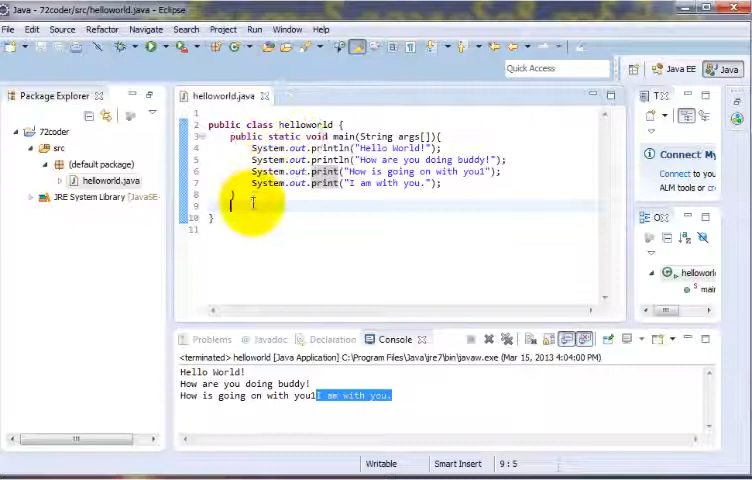 Java - 72coder/src/helloworld.java - Eclipse
File Edit Source Refactor Navigate Search Project Run Window Help
Quick Access
Java EE
Java
Package Explorer
helloworld.java
72coder
src
(default package)
helloworld.java
JRE System Library [JavaSE-
1
2 public class helloworld {
3 public static void main(String args[]){
4 System.out.println("Hello World!");
5 System.out.println("How are you doing buddy!");
6 System.out.print("How is going on with you1");
7 System.out.print("I am with you.");
8 }
9
10 }
11
Connect My
Connect to you
ALM tools or cr
helloworl
mair
Problems @ Javadoc Declaration Console
<terminated> helloworld [Java Application] C:\Program Files\Java\jre7\bin\javaw.exe (Mar 15, 2013 4:04:00 PM)
Hello World!
How are you doing buddy!
How is going on with you1I am with you.
Writable Smart Insert 9 : 5